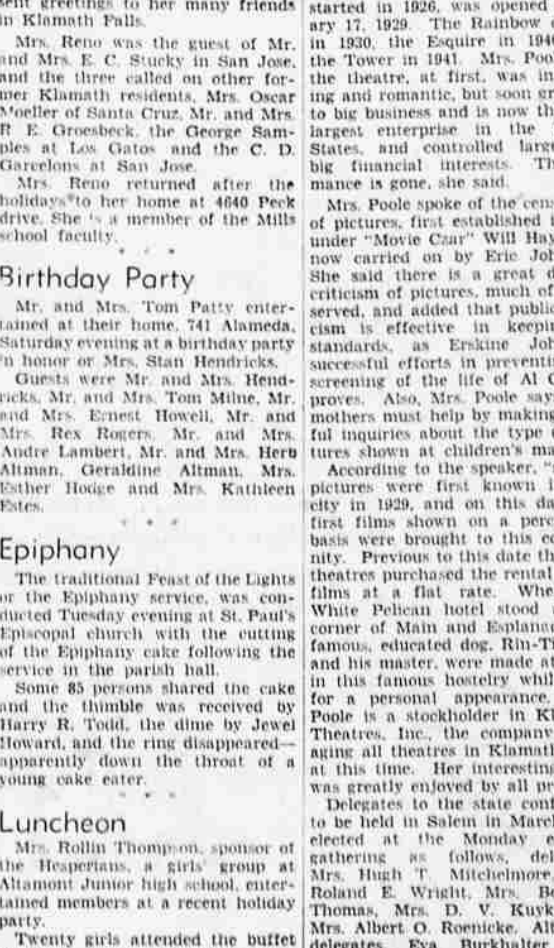 sent greetings to her many friends
in Klamath Falls.
Mrs. Reno was the guest of Mr.
and Mrs. E. C. Stucky in San Jose,
and the three called on other for-
mer Klamath residents, Mrs. Oscar
Moeller of Santa Cruz, Mr. and Mrs.
R E. Groesbeck, the George Sam-
ples at Los Gatos and the C. D.
Garcelons at San Jose.
Mrs. Reno returned after the
holidays to her home at 4640 Peck
drive. She is a member of the Mills
school faculty.
Birthday Party
Mr. and Mrs. Tom Patty enter-
tained at their home, 741 Alameda,
Saturday evening at a birthday party
in honor or Mrs. Stan Hendricks.
Guests were Mr. and Mrs. Hend-
ricks, Mr. and Mrs. Tom Milne, Mr.
and Mrs. Ernest Howell, Mr. and
Mrs. Rex Rogers, Mr. and Mrs.
Andre Lambert, Mr. and Mrs. Herb
Altman, Geraldine Altman, Mrs.
Esther Hodge and Mrs. Kathleen
Estes.
Epiphany
The traditional Feast of the Lights
or the Epiphany service, was con-
ducted Tuesday evening at St. Paul's
Episcopal church with the cutting
of the Epiphany cake following the
service in the parish hall.
Some 85 persons shared the cake
and the thimble was received by
Harry R. Todd, the dime by Jewel
Howard, and the ring disappeared—
apparently down the throat of a
young cake eater.
Luncheon
Mrs. Rollin Thompson, sponsor of
the Hesperians, a girls' group at
Altamont Junior high school, enter-
tained members at a recent holiday
party.
Twenty girls attended the buffet
started in 1926, was opened
ary 17, 1929. The Rainbow
in 1930, the Esquire in 1940
the Tower in 1941. Mrs. Poo
the theatre, at first, was in
ing and romantic, but soon gr
to big business and is now th
largest enterprise in the
States, and controlled large
big financial interests. Th
mance is gone, she said.
Mrs. Poole spoke of the cens
of pictures, first established
under "Movie Czar" Will Hay
now carried on by Eric Joh
She said there is a great d
criticism of pictures, much of
served, and added that public
cism is effective in keepin
standards, as Erskine Joh
successful efforts in preventi
screening of the life of Al C
proves. Also, Mrs. Poole say
mothers must help by making
ful inquiries about the type
tures shown at children's ma
According to the speaker, "
pictures were first known i
city in 1929, and on this da
first films shown on a perc
basis were brought to this co
nity. Previous to this date th
theatres purchased the rental
films at a flat rate. Whe
White Pelican hotel stood
corner of Main and Esplanad
famous, educated dog, Rin-Ti
and his master, were made at
in this famous hostelry whil
for a personal appearance.
Poole is a stockholder in Kl
Theatres, Inc., the company
aging all theatres in Klamath
at this time. Her interesting
was greatly enjoyed by all pr
Delegates to the state conv
to be held in Salem in March
elected at the Monday e
gathering as follows, del
Mrs. Hugh T. Mitchelmore,
Roland E. Wright, Mrs. Be
Thomas, Mrs. D. V. Kuyk
Mrs. Albert O. Roenicke. Al
delegates, Eve Burkhalter